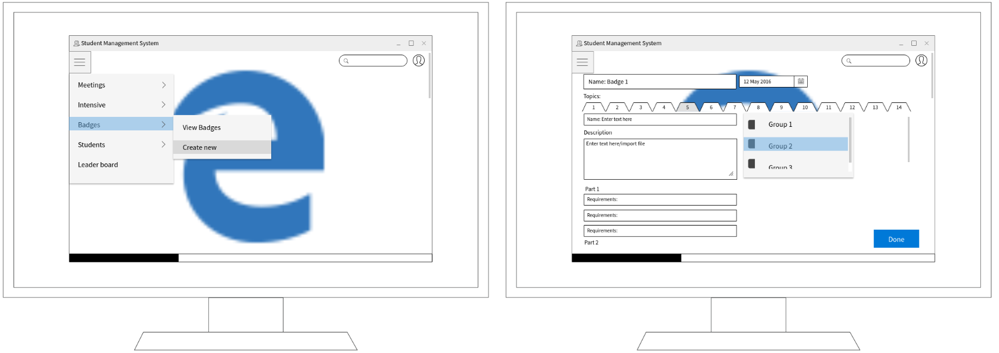 Student Management System
Meetings
Intensive
Badges
Students
Leader board
View Badges
Create new
Student Management System
Name: Badge 1
12 May 2016
Topics:
1 2 3 4 5 6 7 8 9 10 11 12 13 14
Name: Enter text here
Description
Enter text here/import file
Group 1
Group 2
Group 3
Part 1
Requirements:
Requirements:
Requirements:
Part 2
Done